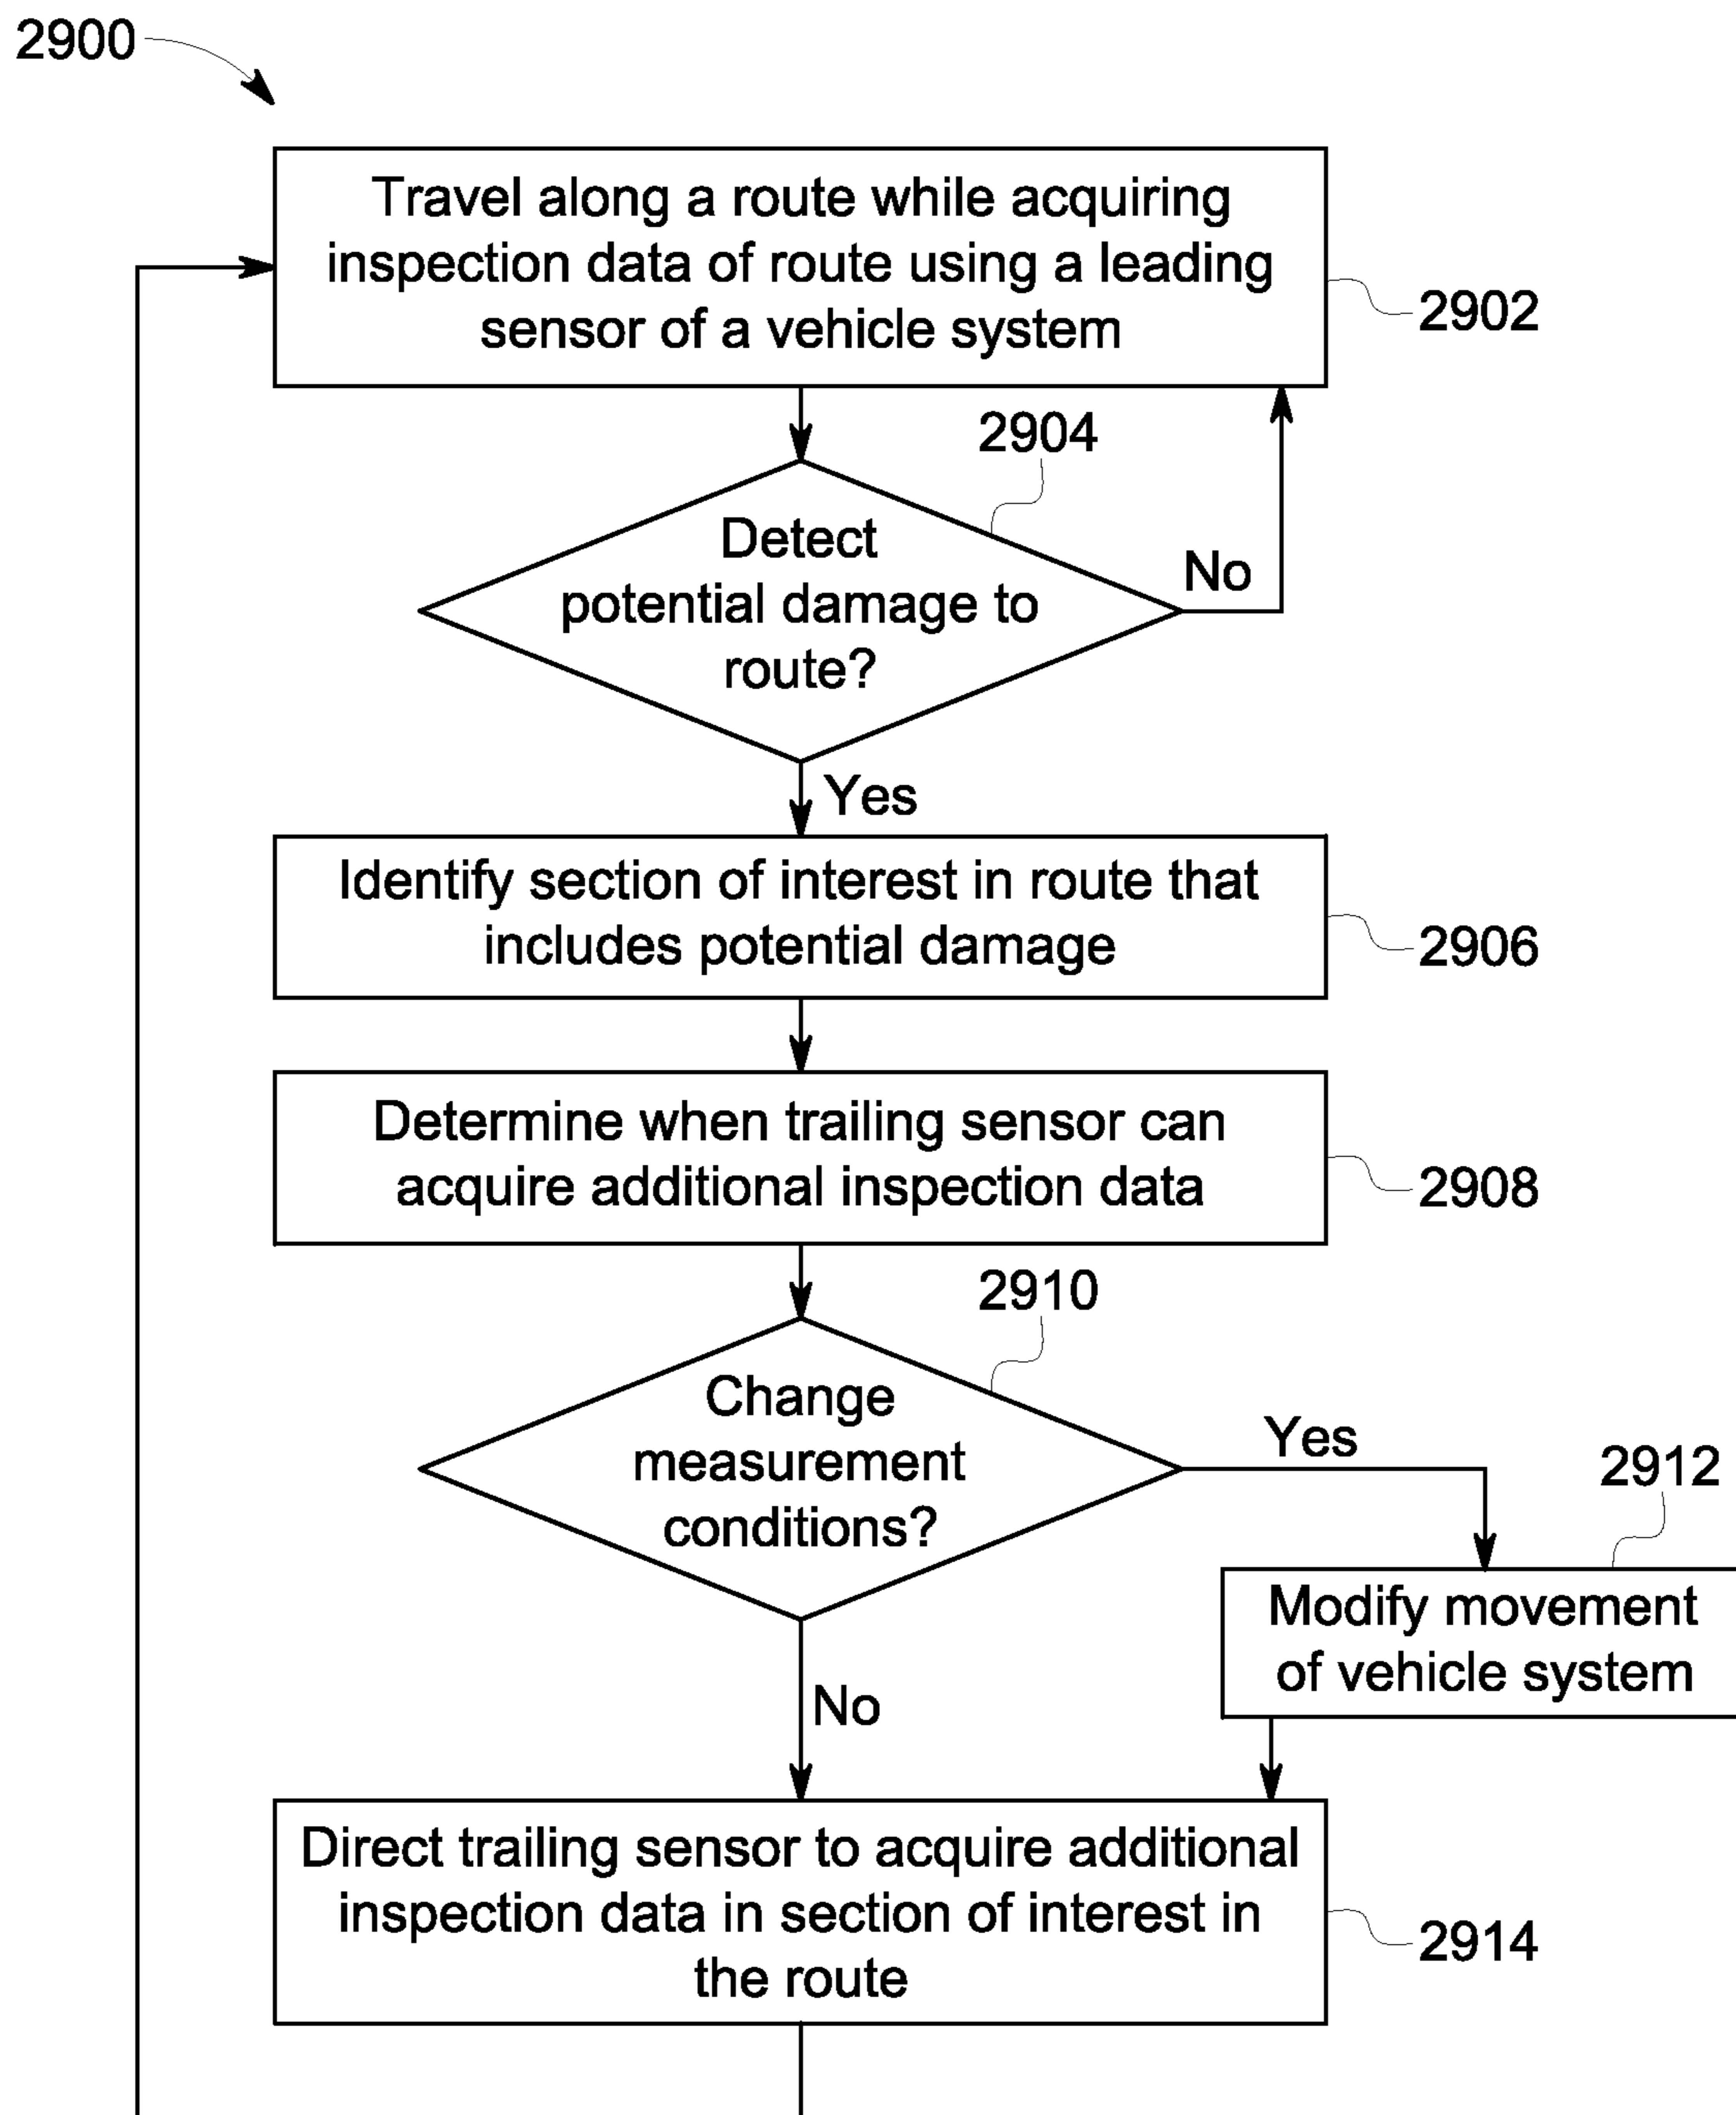 2900
Travel along a route while acquiring
inspection data of route using a leading
sensor of a vehicle system
2902
2904
Detect
potential damage to
route?
No
Yes
Identify section of interest in route that
includes potential damage
2906
Determine when trailing sensor can
acquire additional inspection data
2908
2910
Change
measurement
conditions?
Yes
2912
Modify movement
of vehicle system
No
Direct trailing sensor to acquire additional
inspection data in section of interest in
the route
2914